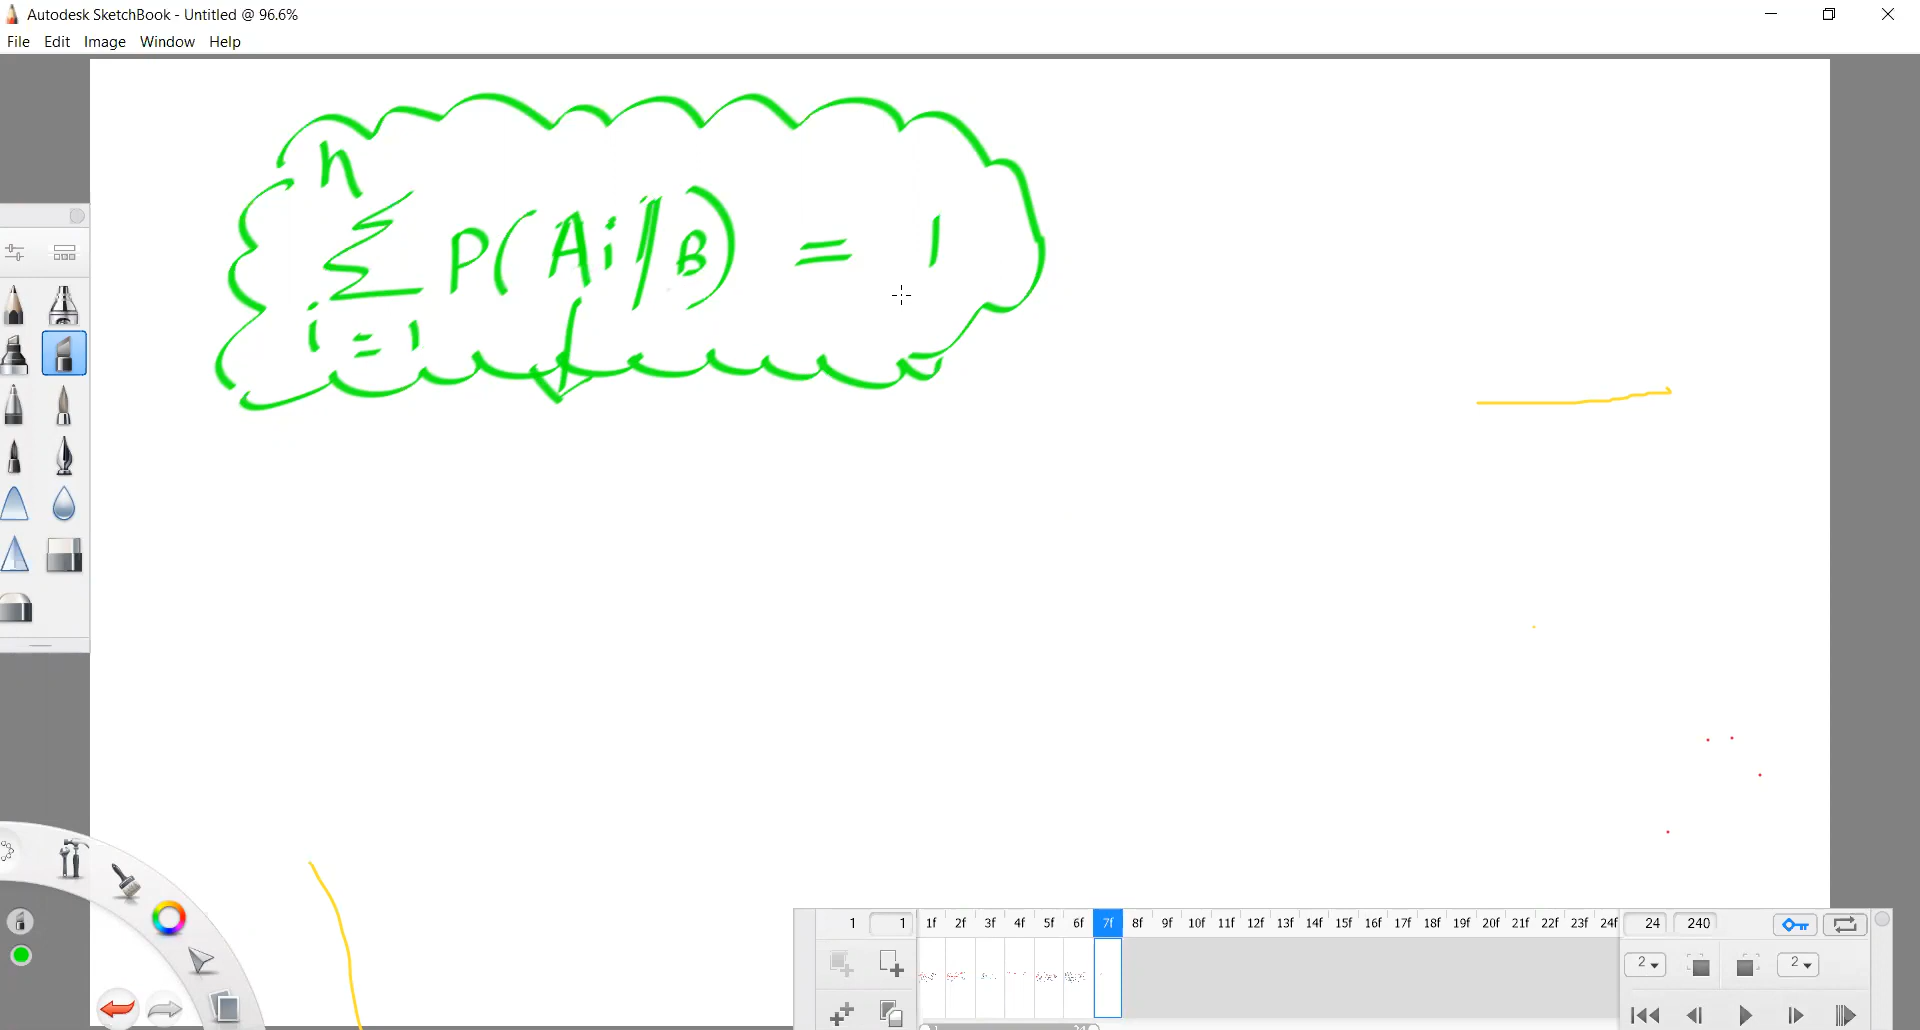 Autodesk SketchBook - Untitled @ 96.6%
File Edit Image Window Help
n
∑ P(Ai/B) = 1
i=1
1 1 1f 2f 3f 4f 5f 6f 7f 8f 9f 10f 11f 12f 13f 14f 15f 16f 17f 18f 19f 20f 21f 22f 23f 24f 24 240
2 2